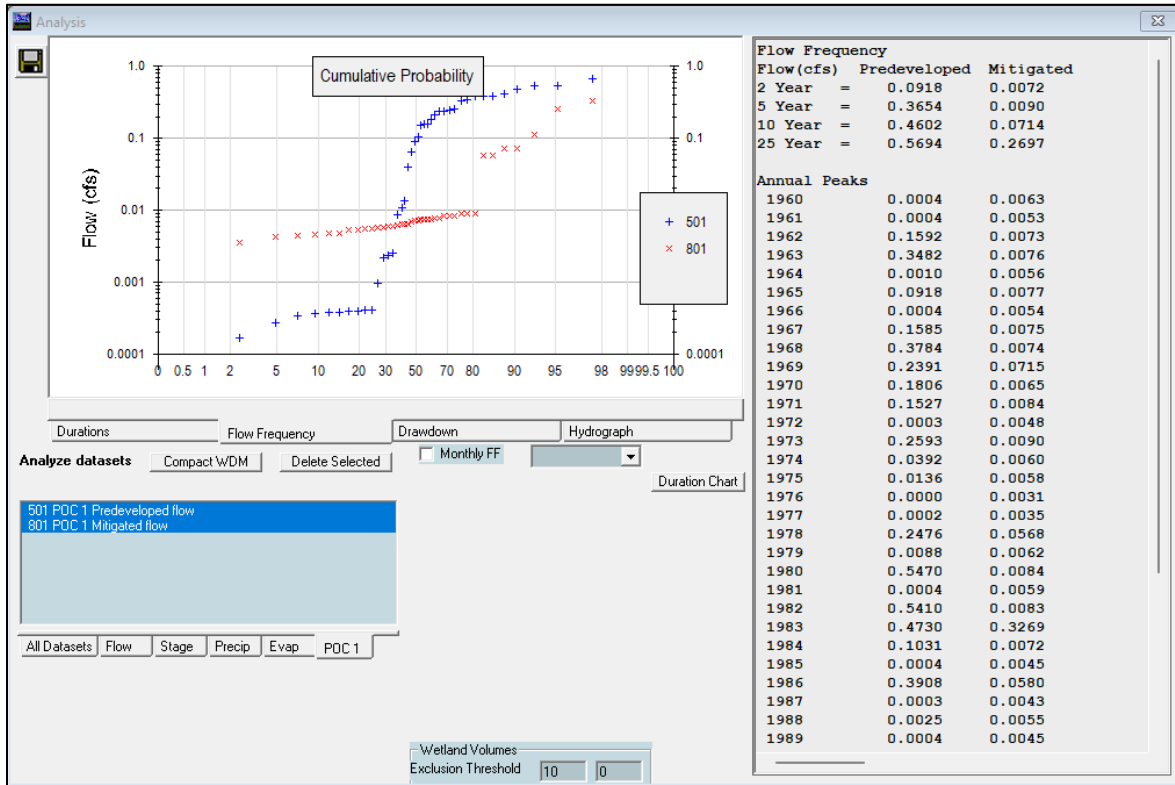 Analysis
Cumulative Probability
Flow (cfs)
1.0
0.1
0.01
0.001
0.0001
1.0
0.1
0.01
0.001
0.0001
0 0.5 1 2 5 10 20 30 50 70 80 90 95 98 99 99.5 100
501
801
Durations Flow Frequency Drawdown Hydrograph
Analyze datasets Compact WDM Delete Selected Monthly FF
Duration Chart
501 POC 1 Predeveloped flow
801 POC 1 Mitigated flow
All Datasets Flow Stage Precip Evap POC 1
Wetland Volumes
Exclusion Threshold 10 0
Flow Frequency
Flow(cfs) Predeveloped Mitigated
2 Year = 0.0918 0.0072
5 Year = 0.3654 0.0090
10 Year = 0.4602 0.0714
25 Year = 0.5694 0.2697
Annual Peaks
1960 0.0004 0.0063
1961 0.0004 0.0053
1962 0.1592 0.0073
1963 0.3482 0.0076
1964 0.0010 0.0056
1965 0.0918 0.0077
1966 0.0004 0.0054
1967 0.1585 0.0075
1968 0.3784 0.0074
1969 0.2391 0.0715
1970 0.1806 0.0065
1971 0.1527 0.0084
1972 0.0003 0.0048
1973 0.2593 0.0090
1974 0.0392 0.0060
1975 0.0136 0.0058
1976 0.0000 0.0031
1977 0.0002 0.0035
1978 0.2476 0.0568
1979 0.0088 0.0062
1980 0.5470 0.0084
1981 0.0004 0.0059
1982 0.5410 0.0083
1983 0.4730 0.3269
1984 0.1031 0.0072
1985 0.0004 0.0045
1986 0.3908 0.0580
1987 0.0003 0.0043
1988 0.0025 0.0055
1989 0.0004 0.0045